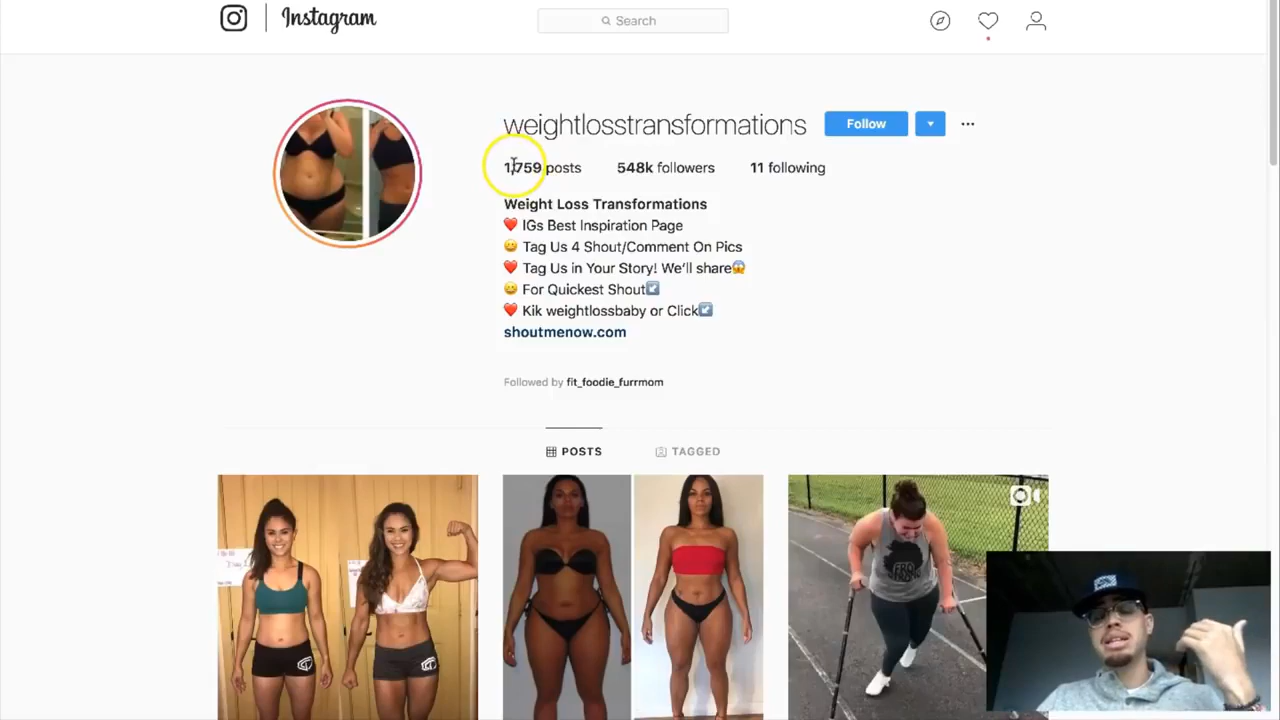 Instagram
Search
weightlosstransformations
Follow
1,759 posts 548k followers 11 following
Weight Loss Transformations
❤️ IGs Best Inspiration Page
😀 Tag Us 4 Shout/Comment On Pics
❤️ Tag Us in Your Story! We'll share😱
😀 For Quickest Shout↙️
❤️ Kik weightlossbaby or Click↙️
shoutmenow.com
Followed by fit_foodie_furrmom
POSTS TAGGED